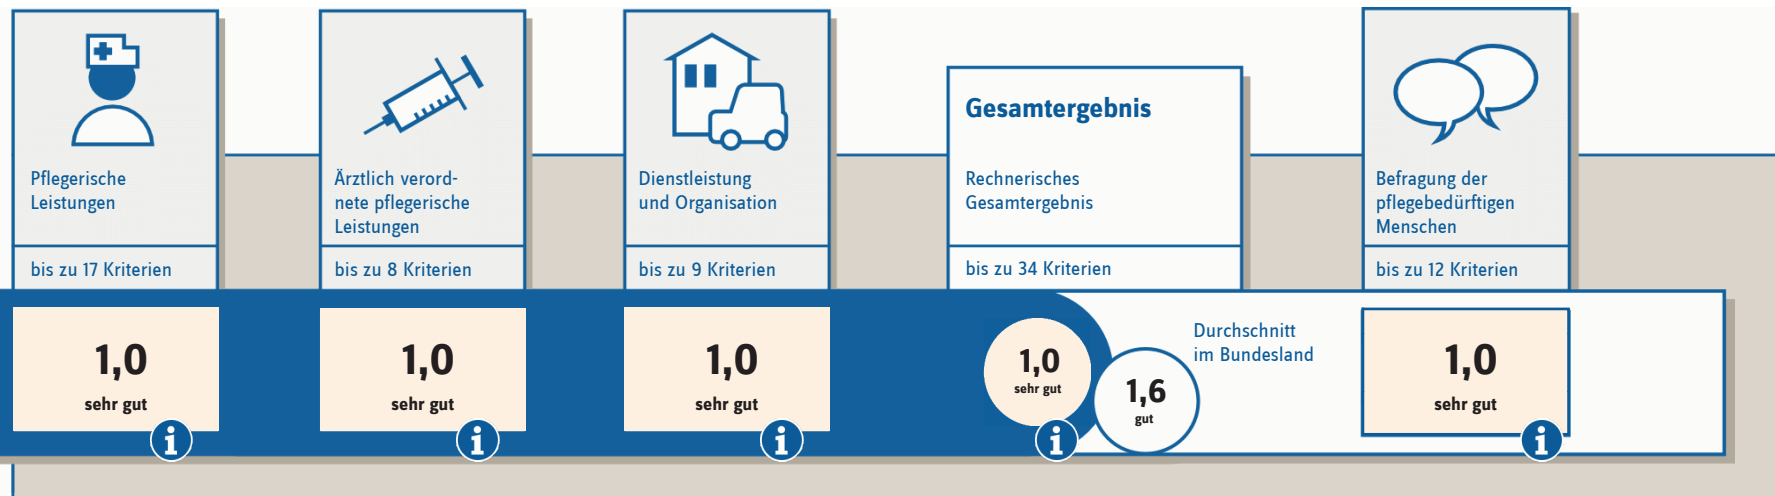 Pflegerische
Leistungen
bis zu 17 Kriterien
1,0
sehr gut
i
Ärztlich verord-
nete pflegerische
Leistungen
bis zu 8 Kriterien
1,0
sehr gut
i
Dienstleistung
und Organisation
bis zu 9 Kriterien
1,0
sehr gut
i
Gesamtergebnis
Rechnerisches
Gesamtergebnis
bis zu 34 Kriterien
1,0
sehr gut
i
1,6
gut
Durchschnitt
im Bundesland
Befragung der
pflegebedürftigen
Menschen
bis zu 12 Kriterien
1,0
sehr gut
i